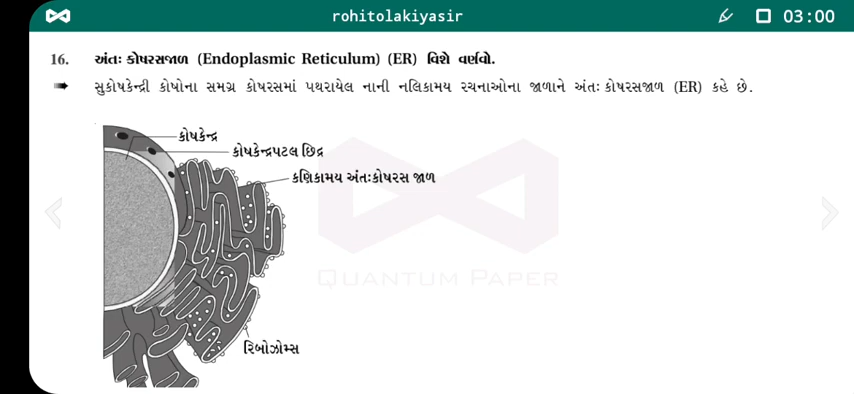 rohitolakiyasir
03:00
16. અંતઃ કોષરસજાળ (Endoplasmic Reticulum) (ER) વિશે વર્ણવો.
➡ સુકોષકેન્દ્રી કોષોના સમગ્ર કોષરસમાં પથરાયેલ નાની નલિકામય રચનાઓના જાળાને અંતઃ કોષરસજાળ (ER) કહે છે.
કોષકેન્દ્ર
કોષકેન્દ્રપટલ છિદ્ર
કણિકામય અંતઃકોષરસ જાળ
QUANTUM PAPER
રિબોઝોમ્સ